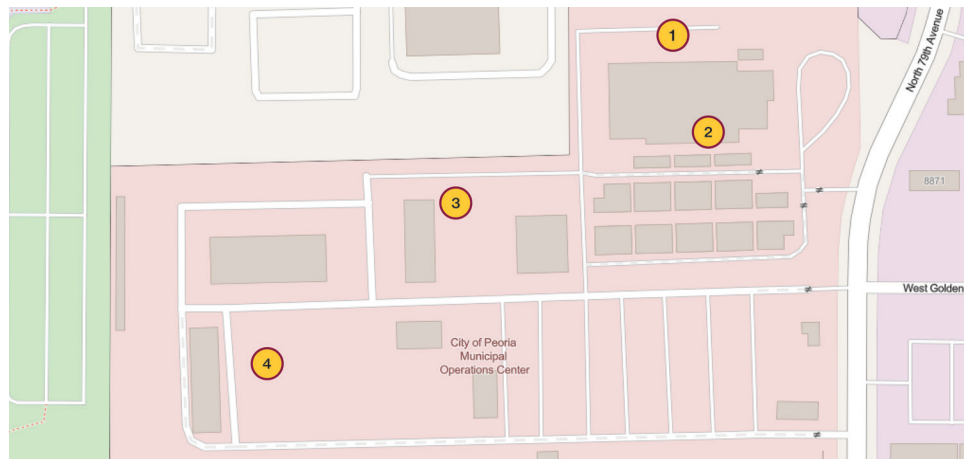 1
North 79th Avenue
2
8871
3
West Golden
City of Peoria
Municipal
Operations Center
4